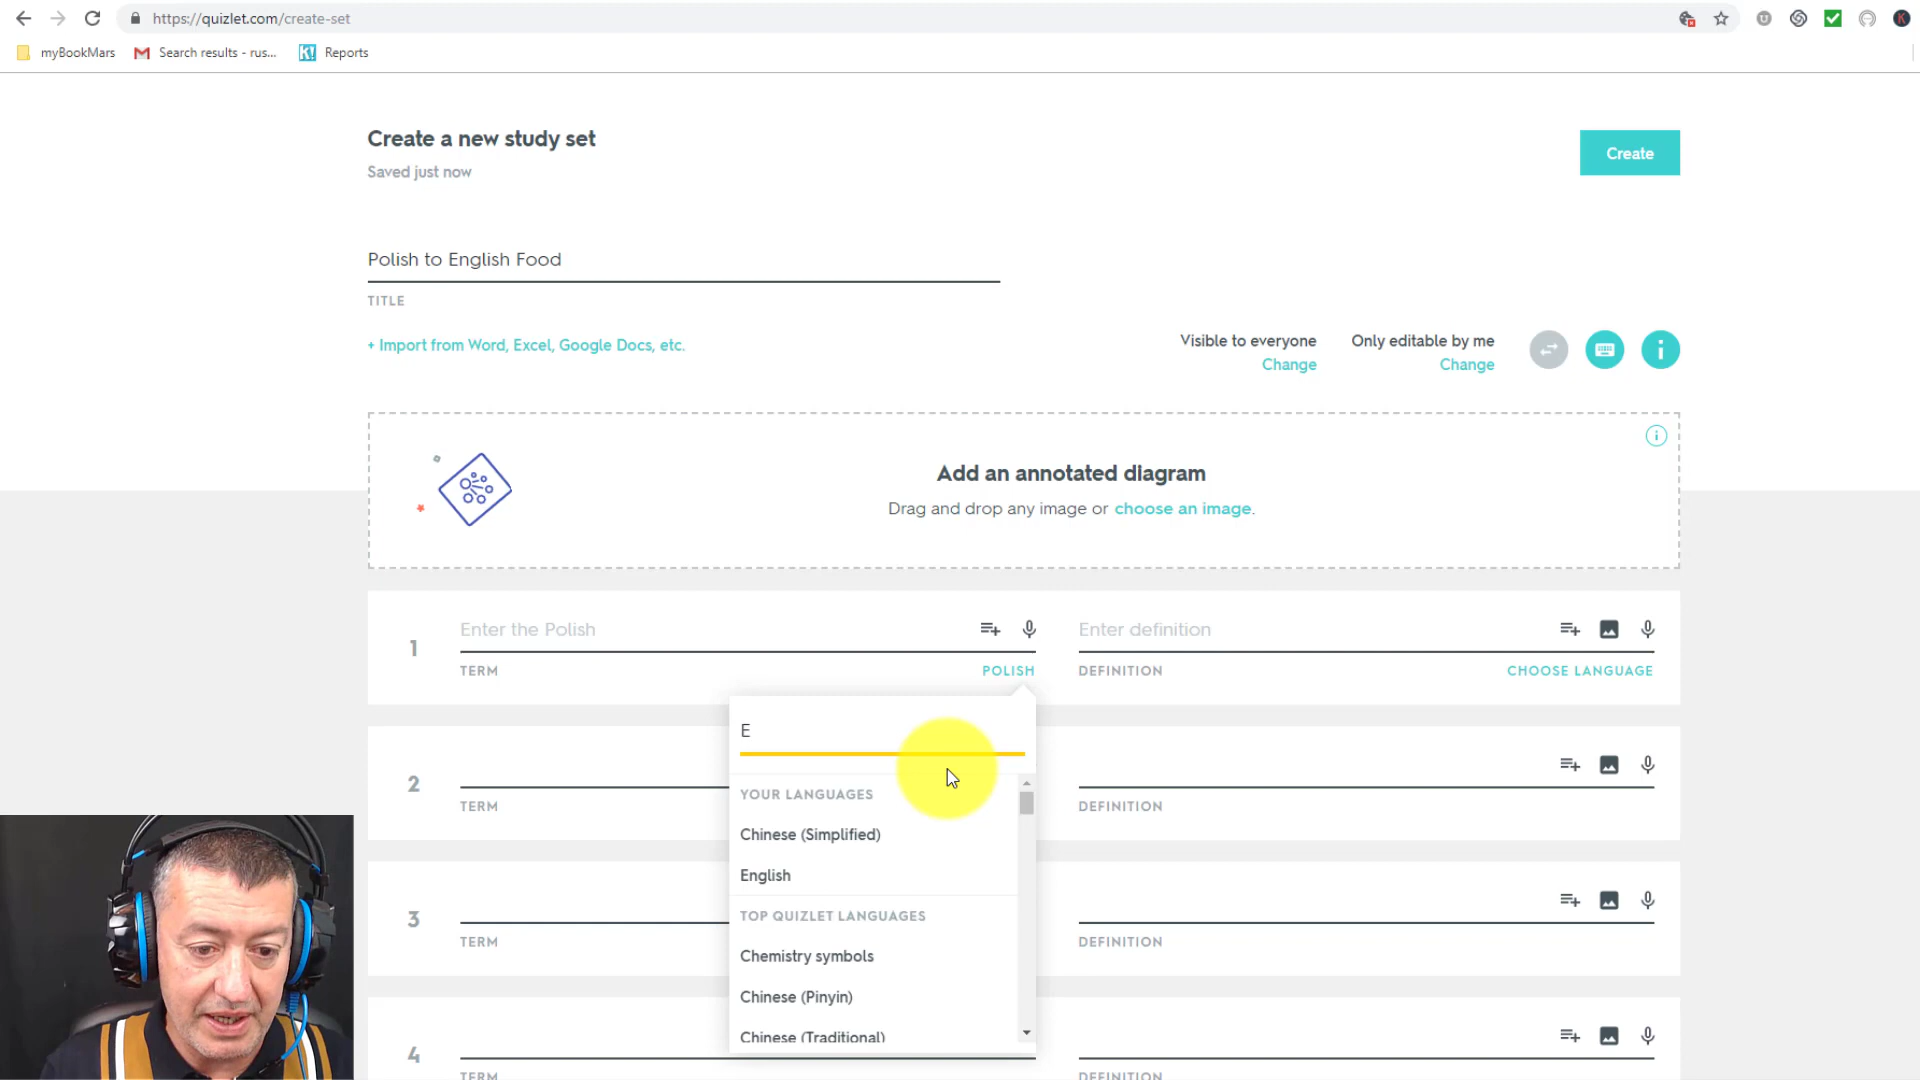 https://quizlet.com/create-set
myBookMars
Search results - rus...
Reports
Create a new study set
Saved just now
Create
Polish to English Food
TITLE
+ Import from Word, Excel, Google Docs, etc.
Visible to everyone
Change
Only editable by me
Change
Add an annotated diagram
Drag and drop any image or choose an image.
1
Enter the Polish
TERM
POLISH
Enter definition
DEFINITION
CHOOSE LANGUAGE
E
YOUR LANGUAGES
Chinese (Simplified)
English
TOP QUIZLET LANGUAGES
Chemistry symbols
Chinese (Pinyin)
Chinese (Traditional)
2
TERM
DEFINITION
3
TERM
DEFINITION
4
TERM
DEFINITION